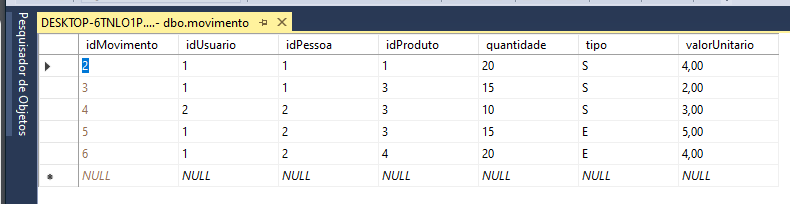 DESKTOP-6TNLO1P....- dbo.movimento
Pesquisador de Objetos
idMovimento idUsuario idPessoa idProduto quantidade tipo valorUnitario
2 1 1 1 20 S 4,00
3 1 1 3 15 S 2,00
4 2 2 3 10 S 3,00
5 1 2 3 15 E 5,00
6 1 2 4 20 E 4,00
NULL NULL NULL NULL NULL NULL NULL